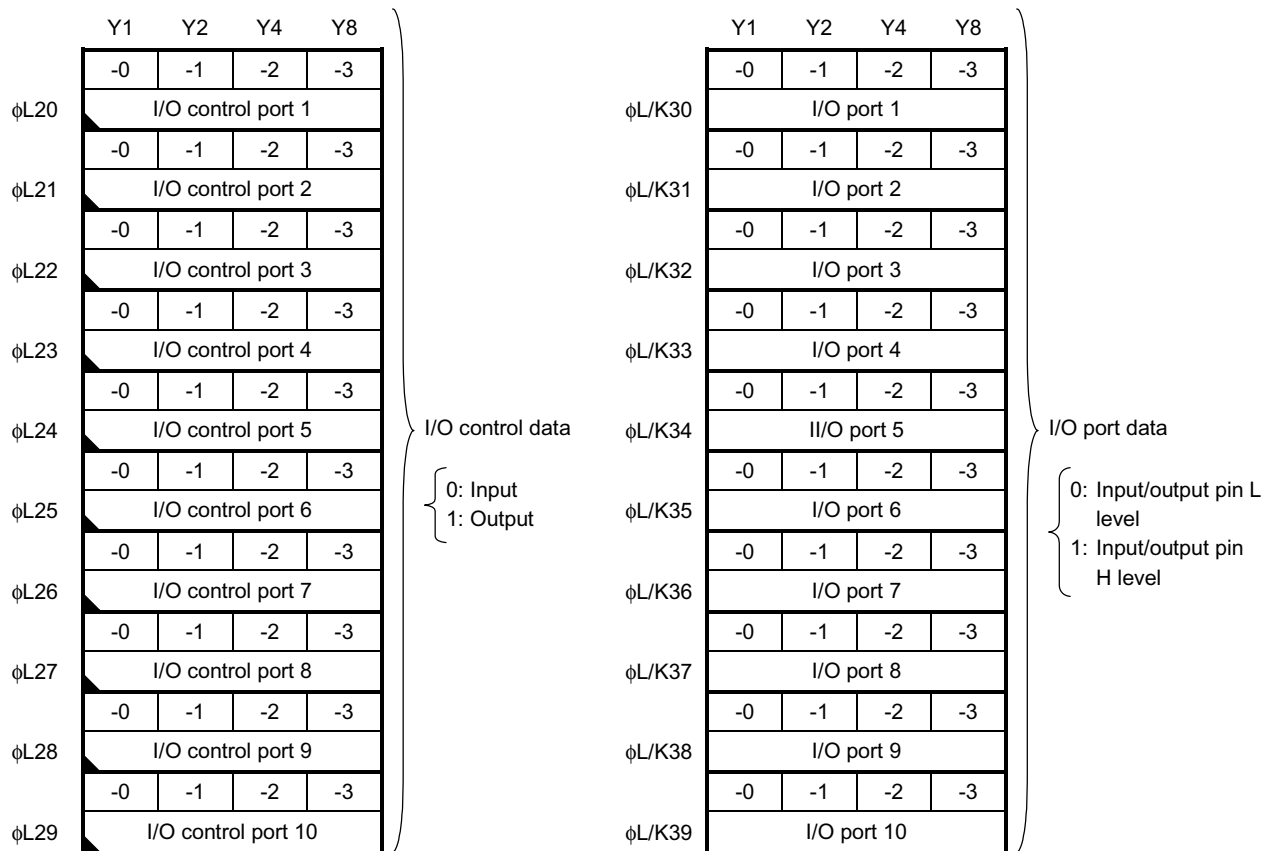 Y1 Y2 Y4 Y8
-0 -1 -2 -3
ϕL20 I/O control port 1
-0 -1 -2 -3
ϕL21 I/O control port 2
-0 -1 -2 -3
ϕL22 I/O control port 3
-0 -1 -2 -3
ϕL23 I/O control port 4
-0 -1 -2 -3
ϕL24 I/O control port 5
-0 -1 -2 -3
ϕL25 I/O control port 6
-0 -1 -2 -3
ϕL26 I/O control port 7
-0 -1 -2 -3
ϕL27 I/O control port 8
-0 -1 -2 -3
ϕL28 I/O control port 9
-0 -1 -2 -3
ϕL29 I/O control port 10
I/O control data
0: Input
1: Output
Y1 Y2 Y4 Y8
-0 -1 -2 -3
ϕL/K30 I/O port 1
-0 -1 -2 -3
ϕL/K31 I/O port 2
-0 -1 -2 -3
ϕL/K32 I/O port 3
-0 -1 -2 -3
ϕL/K33 I/O port 4
-0 -1 -2 -3
ϕL/K34 II/O port 5
-0 -1 -2 -3
ϕL/K35 I/O port 6
-0 -1 -2 -3
ϕL/K36 I/O port 7
-0 -1 -2 -3
ϕL/K37 I/O port 8
-0 -1 -2 -3
ϕL/K38 I/O port 9
-0 -1 -2 -3
ϕL/K39 I/O port 10
I/O port data
0: Input/output pin L
level
1: Input/output pin
H level